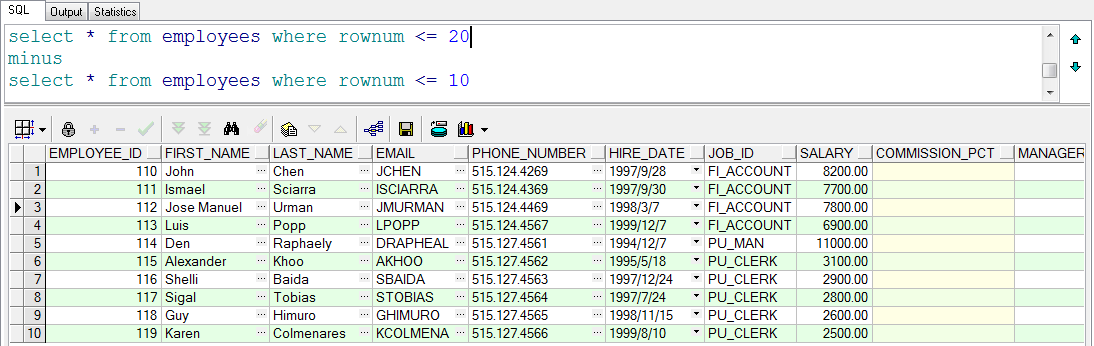 SQL Output Statistics
select * from employees where rownum <= 20
minus
select * from employees where rownum <= 10
EMPLOYEE_ID FIRST_NAME LAST_NAME EMAIL PHONE_NUMBER HIRE_DATE JOB_ID SALARY COMMISSION_PCT MANAGER
1 110 John Chen JCHEN 515.124.4269 1997/9/28 FI_ACCOUNT 8200.00
2 111 Ismael Sciarra ISCIARRA 515.124.4369 1997/9/30 FI_ACCOUNT 7700.00
3 112 Jose Manuel Urman JMURMAN 515.124.4469 1998/3/7 FI_ACCOUNT 7800.00
4 113 Luis Popp LPOPP 515.124.4567 1999/12/7 FI_ACCOUNT 6900.00
5 114 Den Raphaely DRAPHEAL 515.127.4561 1994/12/7 PU_MAN 11000.00
6 115 Alexander Khoo AKHOO 515.127.4562 1995/5/18 PU_CLERK 3100.00
7 116 Shelli Baida SBAIDA 515.127.4563 1997/12/24 PU_CLERK 2900.00
8 117 Sigal Tobias STOBIAS 515.127.4564 1997/7/24 PU_CLERK 2800.00
9 118 Guy Himuro GHIMURO 515.127.4565 1998/11/15 PU_CLERK 2600.00
10 119 Karen Colmenares KCOLMENA 515.127.4566 1999/8/10 PU_CLERK 2500.00